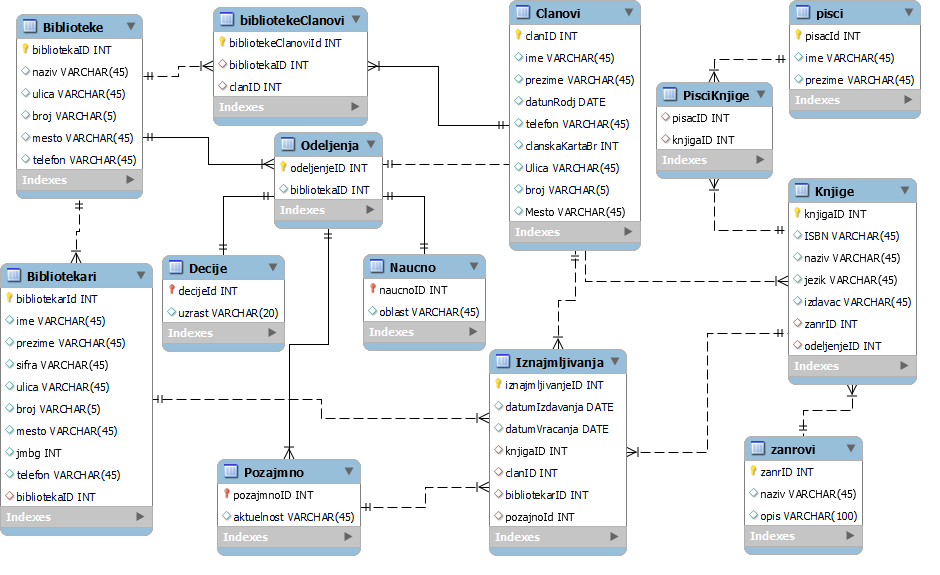 Biblioteke
bibliotekaID INT
naziv VARCHAR(45)
ulica VARCHAR(45)
broj VARCHAR(5)
mesto VARCHAR(45)
telefon VARCHAR(45)
Indexes
bibliotekeClanovi
bibliotekeClanoviId INT
bibliotekaID INT
clanID INT
Indexes
Clanovi
clanID INT
ime VARCHAR(45)
prezime VARCHAR(45)
datunRodj DATE
telefon VARCHAR(45)
clanskaKartaBr INT
Ulica VARCHAR(45)
broj VARCHAR(5)
Mesto VARCHAR(45)
Indexes
pisci
pisacId INT
ime VARCHAR(45)
prezime VARCHAR(45)
Indexes
PisciKnjige
pisacID INT
knjigaID INT
Indexes
Odeljenja
odeljenjeID INT
bibliotekaID INT
Indexes
Knjige
knjigaID INT
ISBN VARCHAR(45)
naziv VARCHAR(45)
jezik VARCHAR(45)
izdavac VARCHAR(45)
zanrID INT
odeljenjeID INT
Indexes
Bibliotekari
bibliotekarId INT
ime VARCHAR(45)
prezime VARCHAR(45)
sifra VARCHAR(45)
ulica VARCHAR(45)
broj VARCHAR(5)
mesto VARCHAR(45)
jmbg INT
telefon VARCHAR(45)
bibliotekaID INT
Indexes
Decije
decijeId INT
uzrast VARCHAR(20)
Indexes
Naucno
naucnoID INT
oblast VARCHAR(45)
Indexes
Iznajmljivanja
iznajmljivanjeID INT
datumIzdavanja DATE
datumVracanja DATE
knjigaID INT
clanID INT
bibliotekarID INT
pozajnoId INT
Indexes
Pozajmno
pozajmnoID INT
aktuelnost VARCHAR(45)
Indexes
zanrovi
zanrID INT
naziv VARCHAR(45)
opis VARCHAR(100)
Indexes